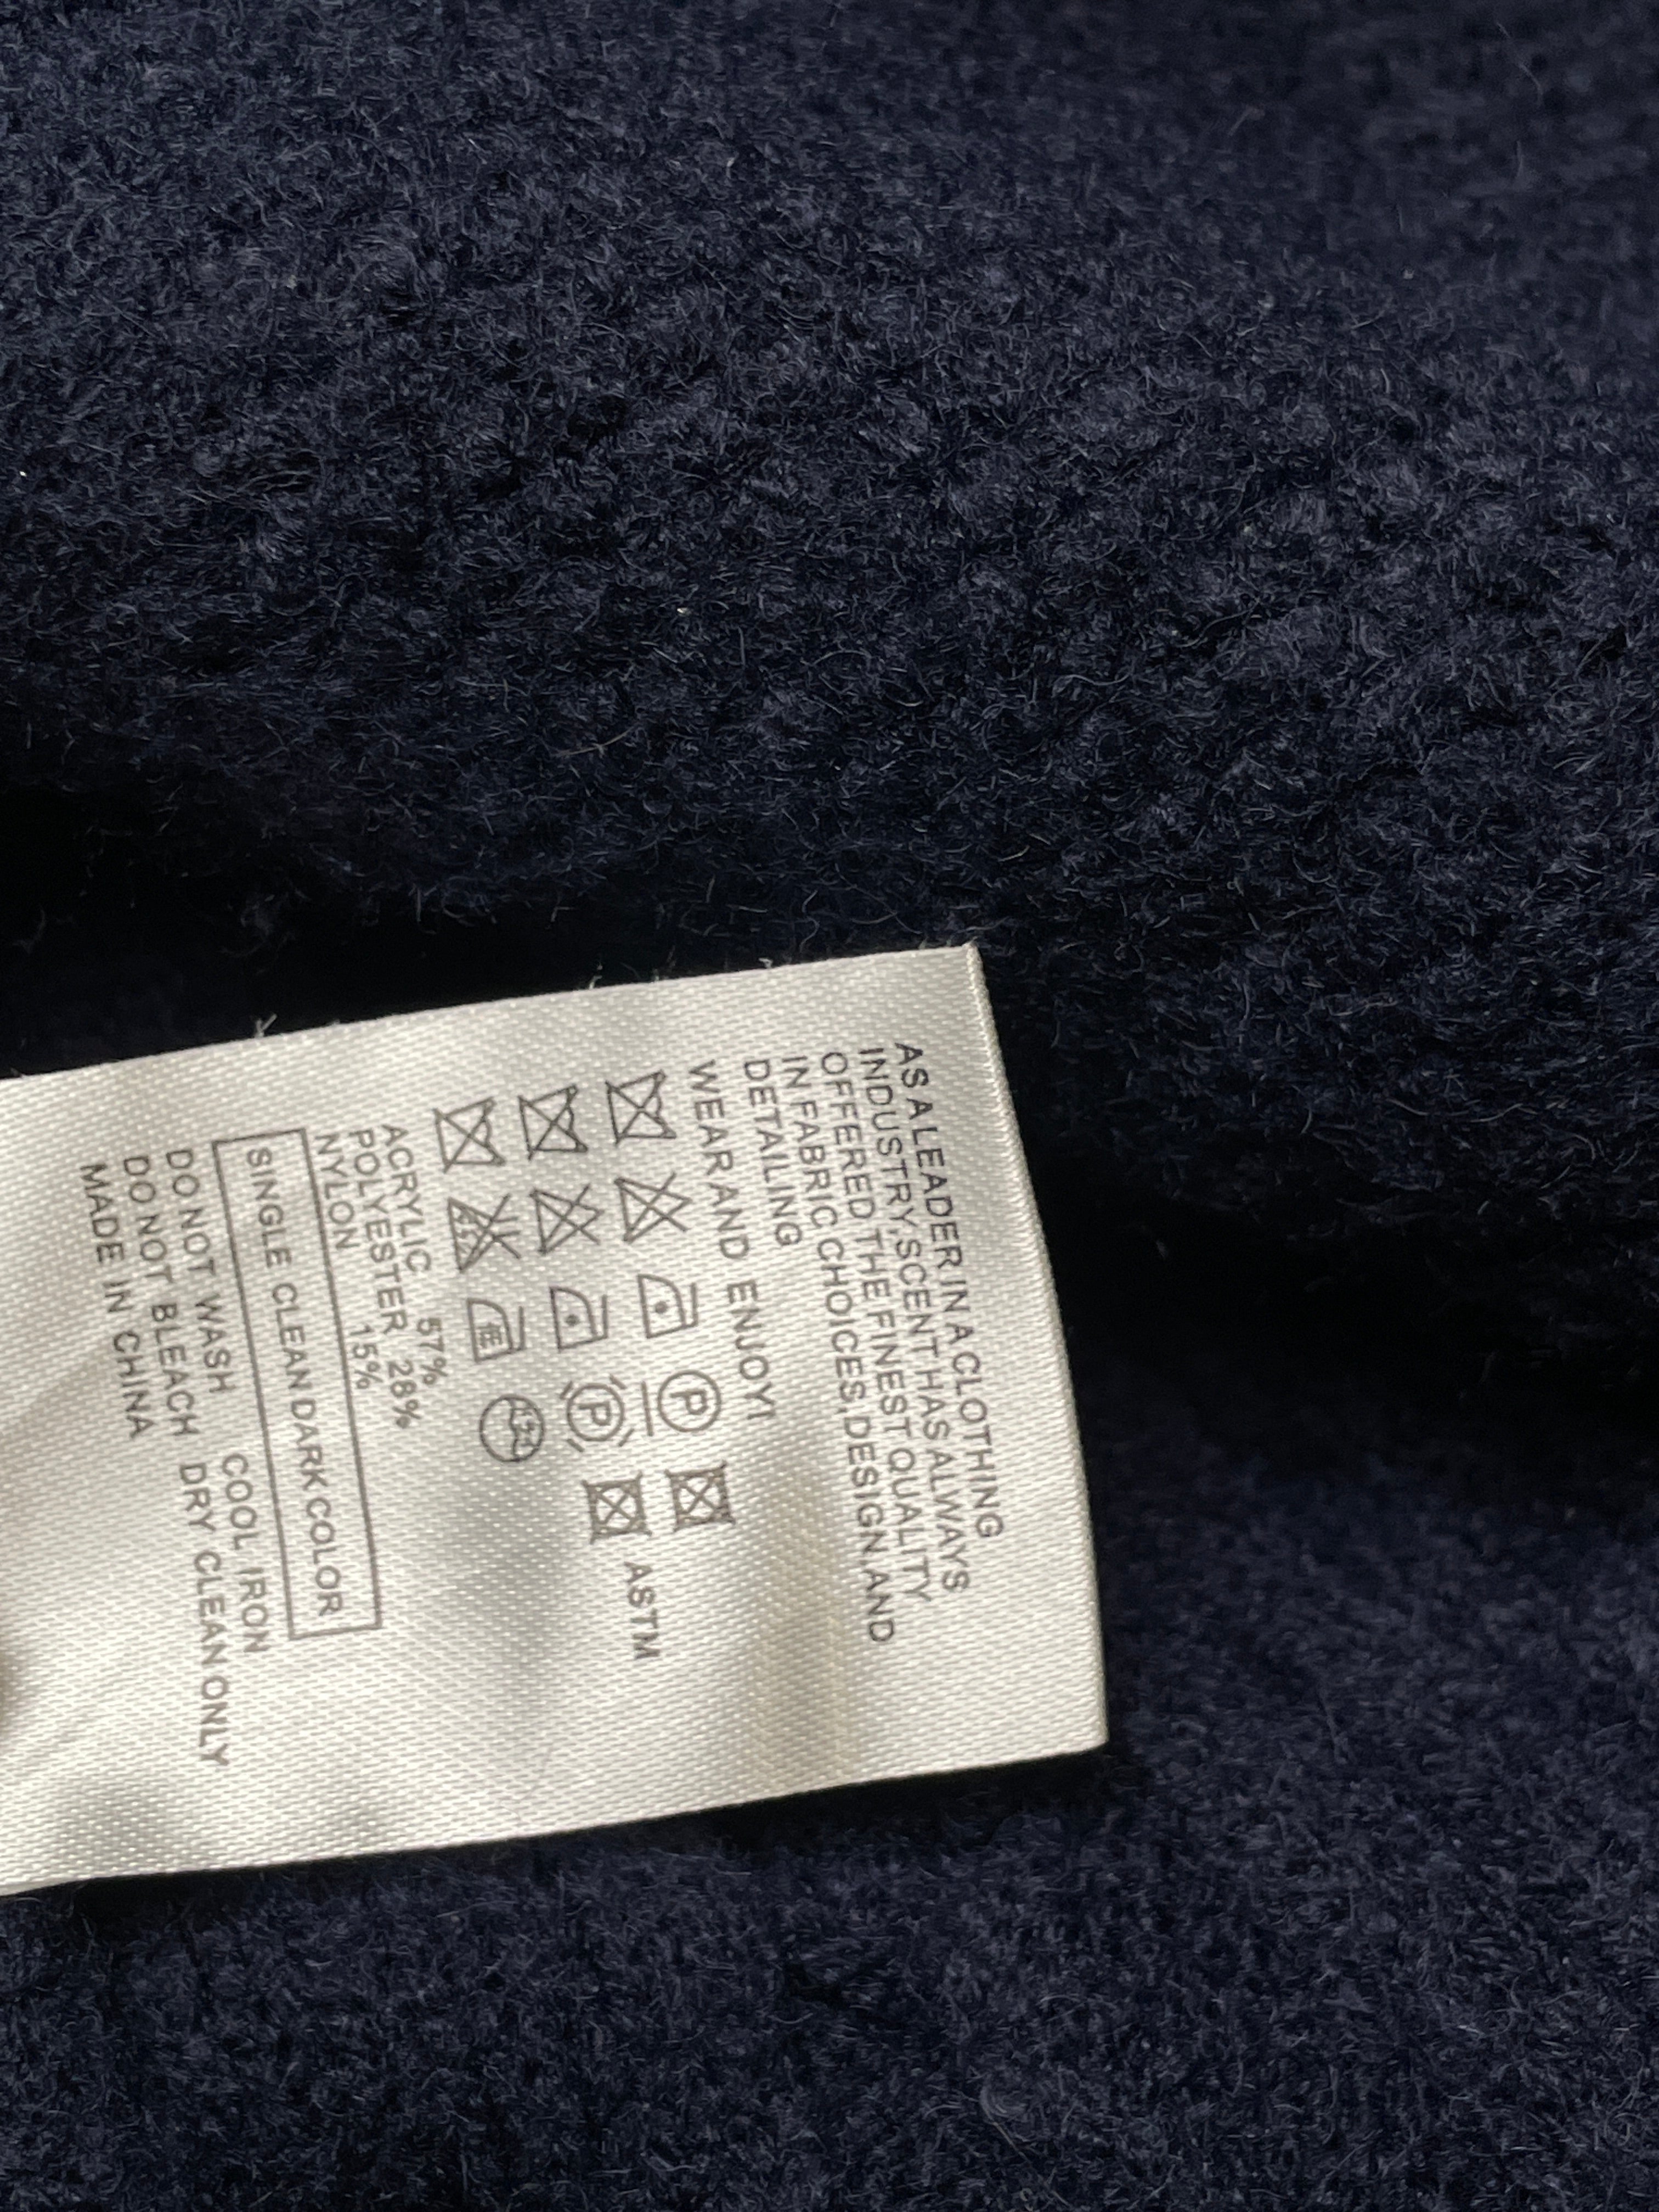 AS A LEADER IN A CLOTHING
INDUSTRY,SCENT HAS ALWAYS
OFFERED THE FINEST QUALITY
IN FABRIC CHOICES,DESIGN,AND
DETAILING
WEAR AND ENJOY!
P
P ASTM
ACRYLIC 57%
POLYESTER 28%
NYLON 15%
SINGLE CLEAN DARK COLOR
DO NOT WASH COOL IRON
DO NOT BLEACH DRY CLEAN ONLY
MADE IN CHINA